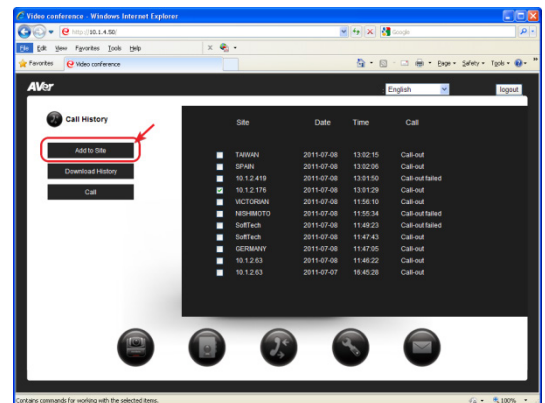 Video conference - Windows Internet Explorer
http://10.1.4.50/
Google
File Edit View Favorites Tools Help
Favorites Video conference
Page Safety Tools
AVer
English
logout
Call History
Add to Site
Download History
Call
Site Date Time Call
TAIWAN 2011-07-08 13:02:15 Call-out
SPAIN 2011-07-08 13:02:06 Call-out
10.1.2.419 2011-07-08 13:01:50 Call-out failed
10.1.2.176 2011-07-08 13:01:29 Call-out
VICTORIAN 2011-07-08 11:56:10 Call-out
NISHIMOTO 2011-07-08 11:55:34 Call-out failed
SoftTech 2011-07-08 11:49:23 Call-out failed
SoftTech 2011-07-08 11:47:43 Call-out
GERMANY 2011-07-08 11:47:05 Call-out
10.1.2.63 2011-07-08 11:46:22 Call-out
10.1.2.63 2011-07-07 16:45:28 Call-out
Contains commands for working with the selected items.
100%